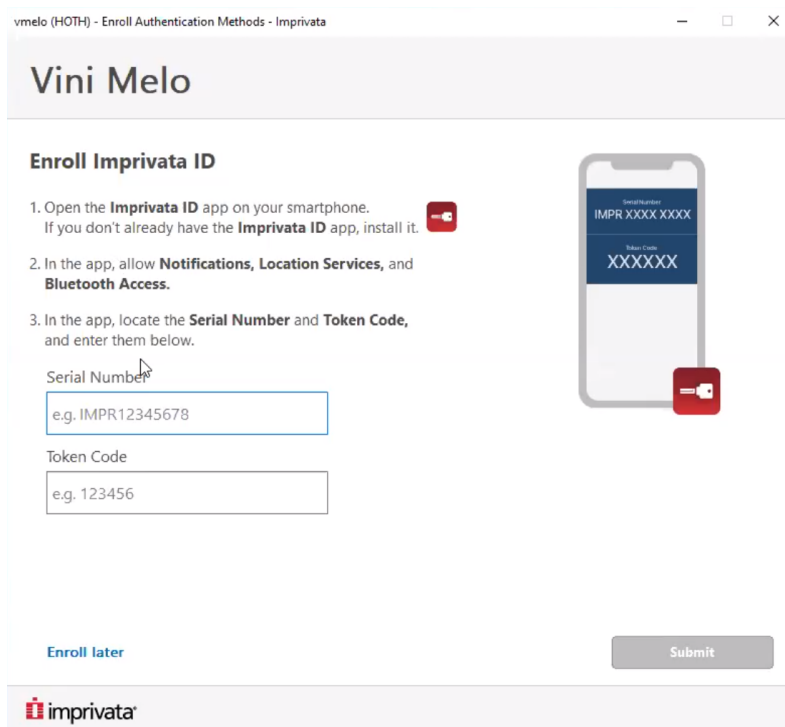 vmelo (HOTH) - Enroll Authentication Methods - Imprivata
Vini Melo
Enroll Imprivata ID
1. Open the Imprivata ID app on your smartphone.
If you don't already have the Imprivata ID app, install it.
2. In the app, allow Notifications, Location Services, and
Bluetooth Access.
3. In the app, locate the Serial Number and Token Code,
and enter them below.
Serial Number
e.g. IMPR12345678
Token Code
e.g. 123456
Serial Number
IMPR XXXX XXXX
Token Code
XXXXXX
Enroll later
Submit
imprivata